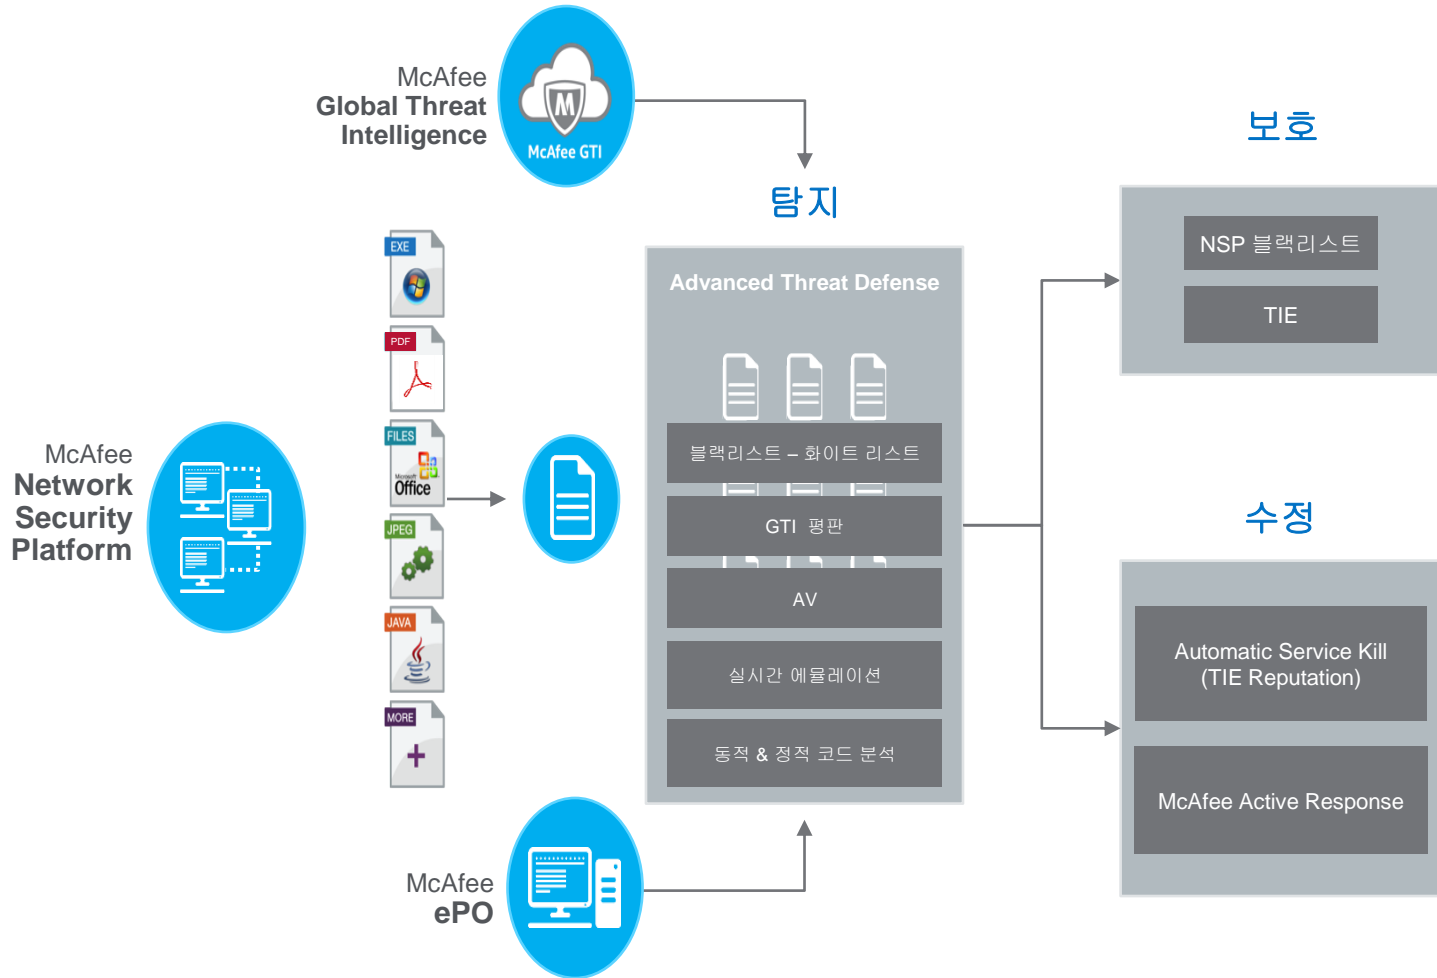 McAfee
Global Threat
Intelligence
M
McAfee GTI
보호
탐지
NSP 블랙리스트
TIE
EXE
PDF
FILES
Microsoft
Office
JPEG
JAVA
MORE
McAfee
Network
Security
Platform
Advanced Threat Defense
블랙리스트 – 화이트 리스트
GTI 평판
AV
실시간 에뮬레이션
동적 & 정적 코드 분석
수정
Automatic Service Kill
(TIE Reputation)
McAfee Active Response
McAfee
ePO